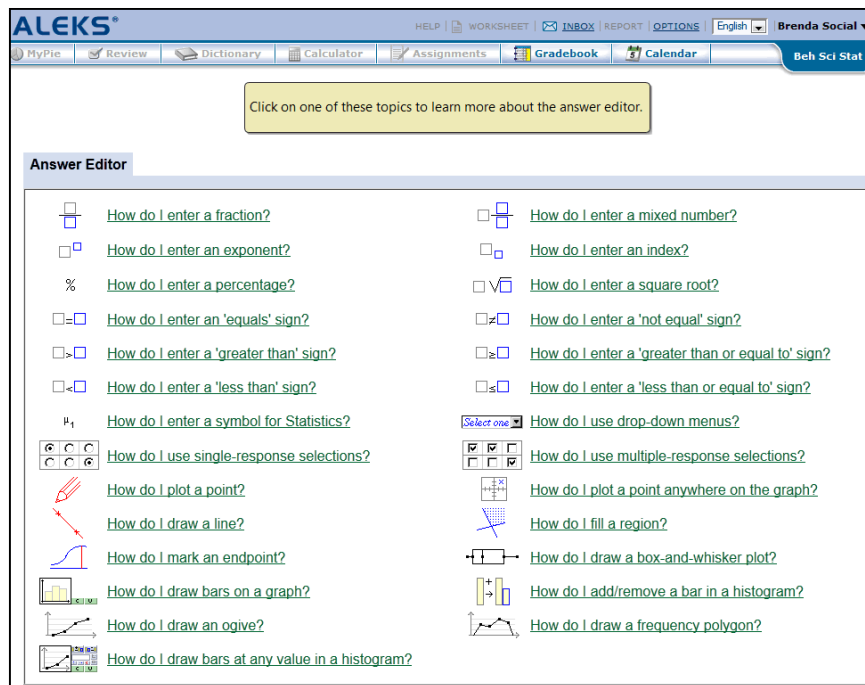 ALEKS®
HELP | WORKSHEET | INBOX | REPORT | OPTIONS | English Brenda Social
MyPie Review Dictionary Calculator Assignments Gradebook Calendar Beh Sci Stat
Click on one of these topics to learn more about the answer editor.
Answer Editor
How do I enter a fraction? How do I enter a mixed number?
How do I enter an exponent? How do I enter an index?
% How do I enter a percentage? How do I enter a square root?
= How do I enter an 'equals' sign? ≠ How do I enter a 'not equal' sign?
> How do I enter a 'greater than' sign? ≥ How do I enter a 'greater than or equal to' sign?
< How do I enter a 'less than' sign? ≤ How do I enter a 'less than or equal to' sign?
μ1 How do I enter a symbol for Statistics? Select one How do I use drop-down menus?
How do I use single-response selections? How do I use multiple-response selections?
How do I plot a point? How do I plot a point anywhere on the graph?
How do I draw a line? How do I fill a region?
How do I mark an endpoint? How do I draw a box-and-whisker plot?
How do I draw bars on a graph? How do I add/remove a bar in a histogram?
How do I draw an ogive? How do I draw a frequency polygon?
How do I draw bars at any value in a histogram?